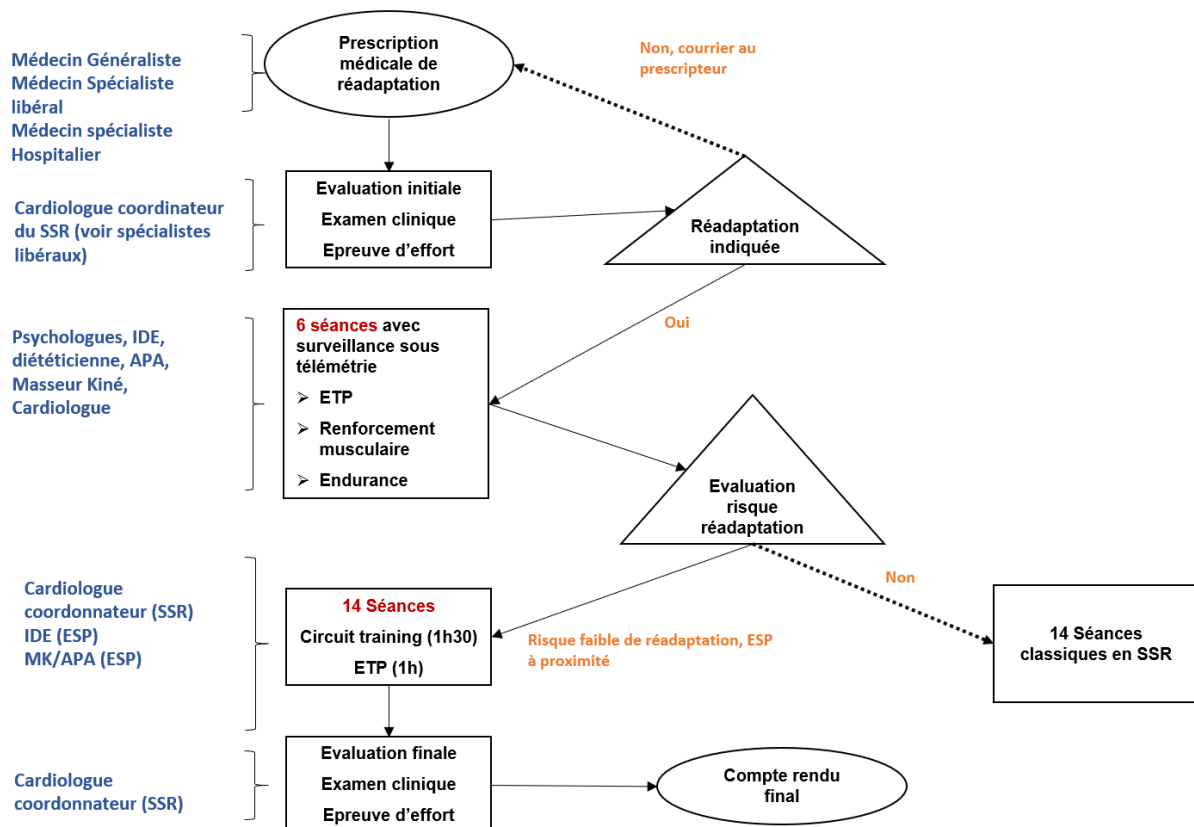 Médecin Généraliste
Médecin Spécialiste
libéral
Médecin spécialiste
Hospitalier
Prescription
médicale de
réadaptation
Non, courrier au
prescripteur
Cardiologue coordinateur
du SSR (voir spécialistes
libéraux)
Evaluation initiale
Examen clinique
Epreuve d’effort
Réadaptation
indiquée
Oui
Psychologues, IDE,
diététicienne, APA,
Masseur Kiné,
Cardiologue
6 séances avec
surveillance sous
télémétrie
➢ ETP
➢ Renforcement
musculaire
➢ Endurance
Evaluation
risque
réadaptation
Non
Cardiologue
coordonnateur (SSR)
IDE (ESP)
MK/APA (ESP)
14 Séances
Circuit training (1h30)
ETP (1h)
Risque faible de réadaptation, ESP
à proximité
14 Séances
classiques en SSR
Cardiologue
coordonnateur (SSR)
Evaluation finale
Examen clinique
Epreuve d’effort
Compte rendu
final